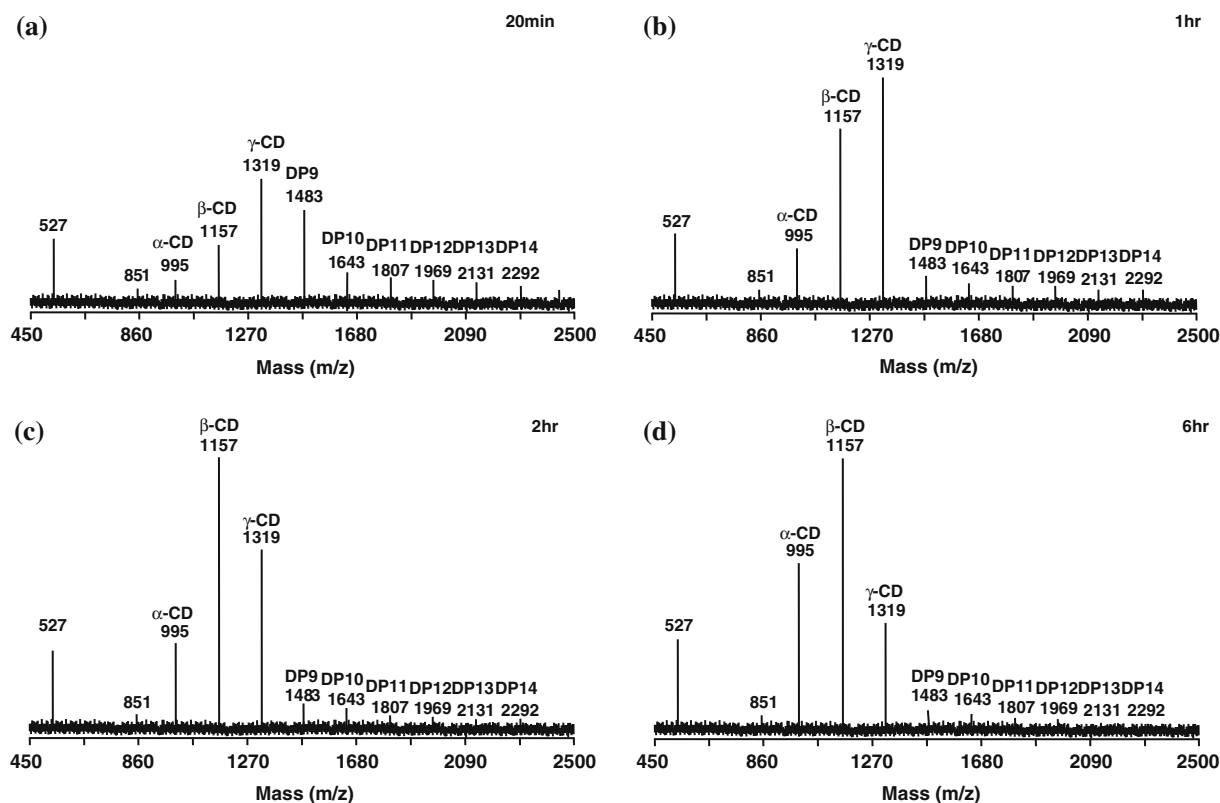 (a)
20min
γ-CD
1319
DP9
1483
β-CD
1157
527
α-CD
995
851
DP10 DP11 DP12 DP13 DP14
1643 1807 1969 2131 2292
450 860 1270 1680 2090 2500
Mass (m/z)
(b)
1hr
γ-CD
1319
β-CD
1157
527
α-CD
995
851
DP9 DP10 DP11 DP12 DP13 DP14
1483 1643 1807 1969 2131 2292
450 860 1270 1680 2090 2500
Mass (m/z)
(c)
2hr
β-CD
1157
γ-CD
1319
α-CD
995
527
851
DP9 DP10 DP11 DP12 DP13 DP14
1483 1643 1807 1969 2131 2292
450 860 1270 1680 2090 2500
Mass (m/z)
(d)
6hr
β-CD
1157
α-CD
995
γ-CD
1319
527
851
DP9 DP10 DP11 DP12 DP13 DP14
1483 1643 1807 1969 2131 2292
450 860 1270 1680 2090 2500
Mass (m/z)